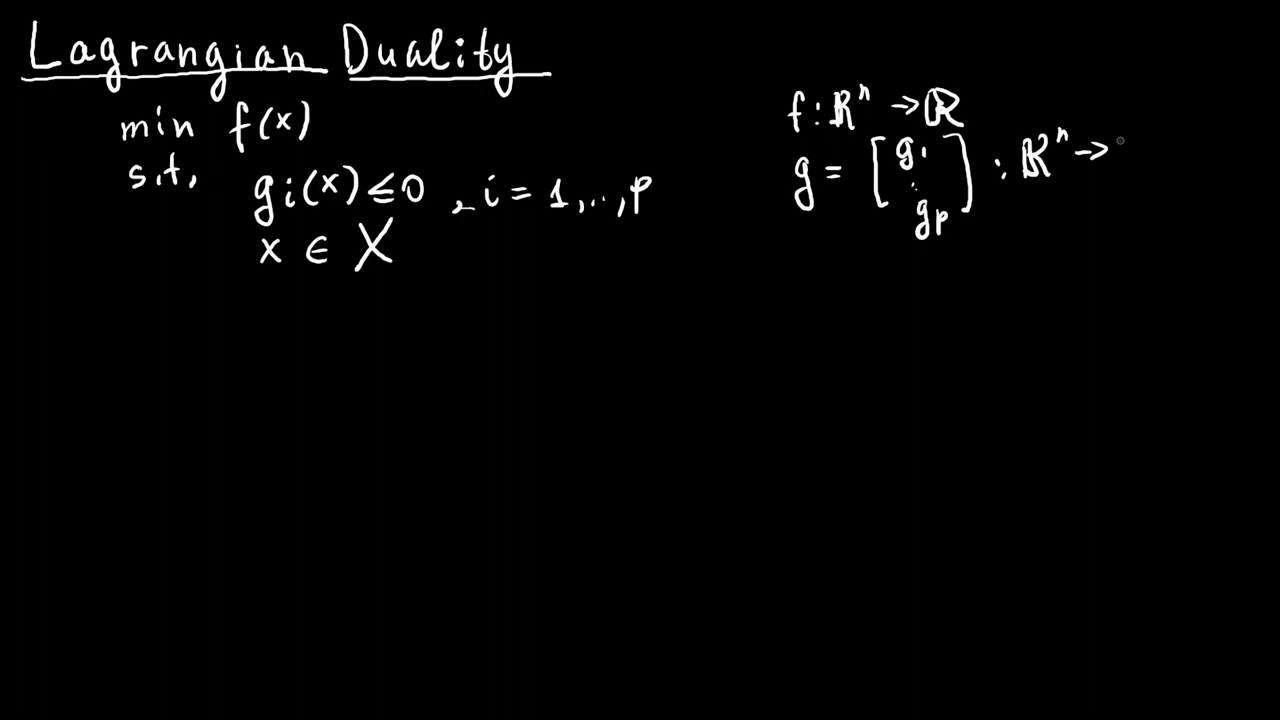 Lagrangian Duality
min f(x)
s.t. gi(x) ≤ 0 , i = 1,..,p
x ∈ X
f : ℝⁿ → ℝ
g = [ g1 : gp ] : ℝⁿ →